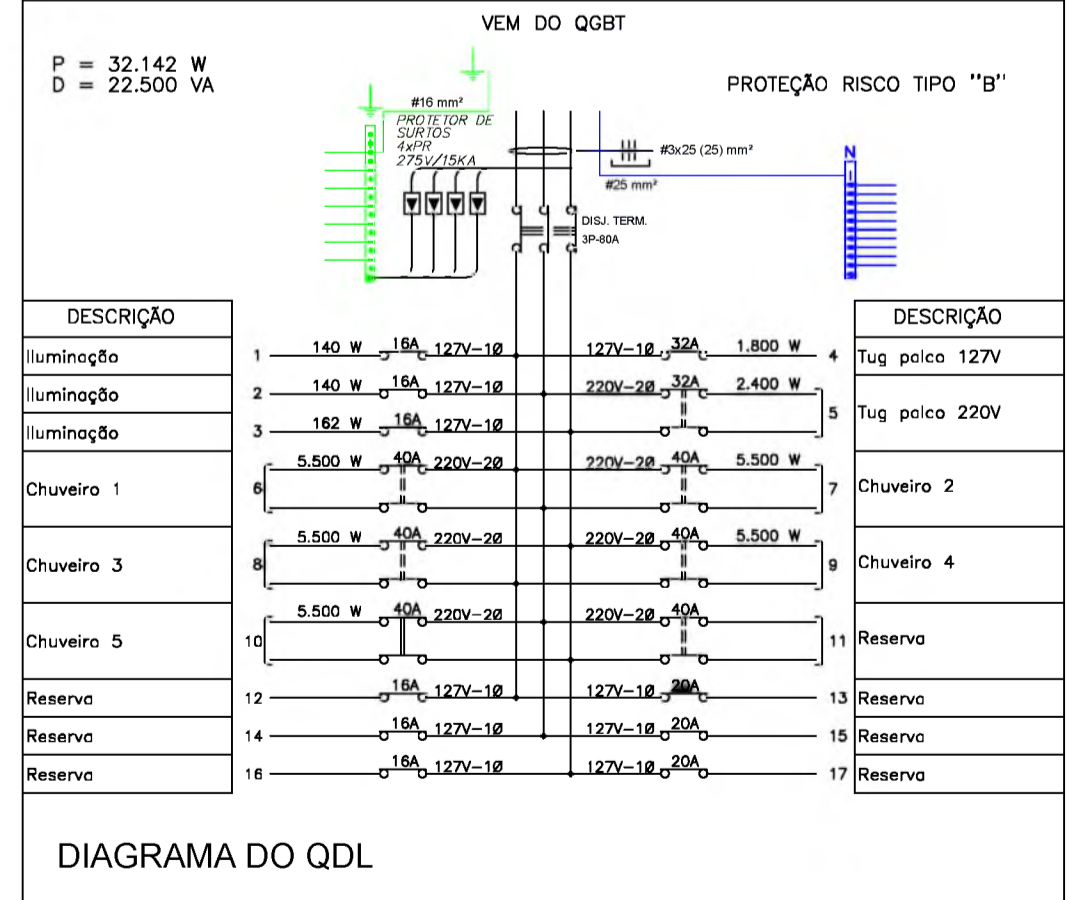 VEM DO QGBT
P = 32.142 W
D = 22.500 VA
PROTEÇÃO RISCO TIPO "B"
#16 mm²
PROTETOR DE
SURTOS
4xPR
275V/15KA
#3x25 (25) mm²
#25 mm²
N
DISJ. TERM.
3P-80A
DESCRIÇÃO
DESCRIÇÃO
Iluminação 1 140 W 16A 127V-1Ø 127V-1Ø 32A 1.800 W 4 Tug palco 127V
Iluminação 2 140 W 16A 127V-1Ø 220V-2Ø 32A 2.400 W 5 Tug palco 220V
Iluminação 3 162 W 16A 127V-1Ø
Chuveiro 1 6 5.500 W 40A 220V-2Ø 220V-2Ø 40A 5.500 W 7 Chuveiro 2
Chuveiro 3 8 5.500 W 40A 220V-2Ø 220V-2Ø 40A 5.500 W 9 Chuveiro 4
Chuveiro 5 10 5.500 W 40A 220V-2Ø 220V-2Ø 40A 11 Reserva
Reserva 12 16A 127V-1Ø 127V-1Ø 20A 13 Reserva
Reserva 14 16A 127V-1Ø 127V-1Ø 20A 15 Reserva
Reserva 16 16A 127V-1Ø 127V-1Ø 20A 17 Reserva
DIAGRAMA DO QDL